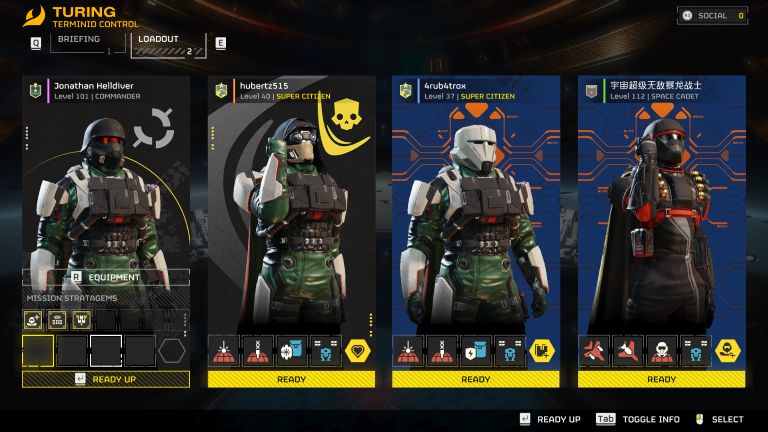 TURING
TERMINID CONTROL
SOCIAL 0
Q
BRIEFING
1
LOADOUT
2
E
Jonathan Helldiver
Level 101 | COMMANDER
hubertz515
Level 40 | SUPER CITIZEN
4rub4trox
Level 37 | SUPER CITIZEN
宇宙超级无敌暴龙战士
Level 112 | SPACE CADET
R EQUIPMENT
MISSION STRATAGEMS
SOS
READY UP
READY
READY
READY
READY UP
Tab TOGGLE INFO
SELECT